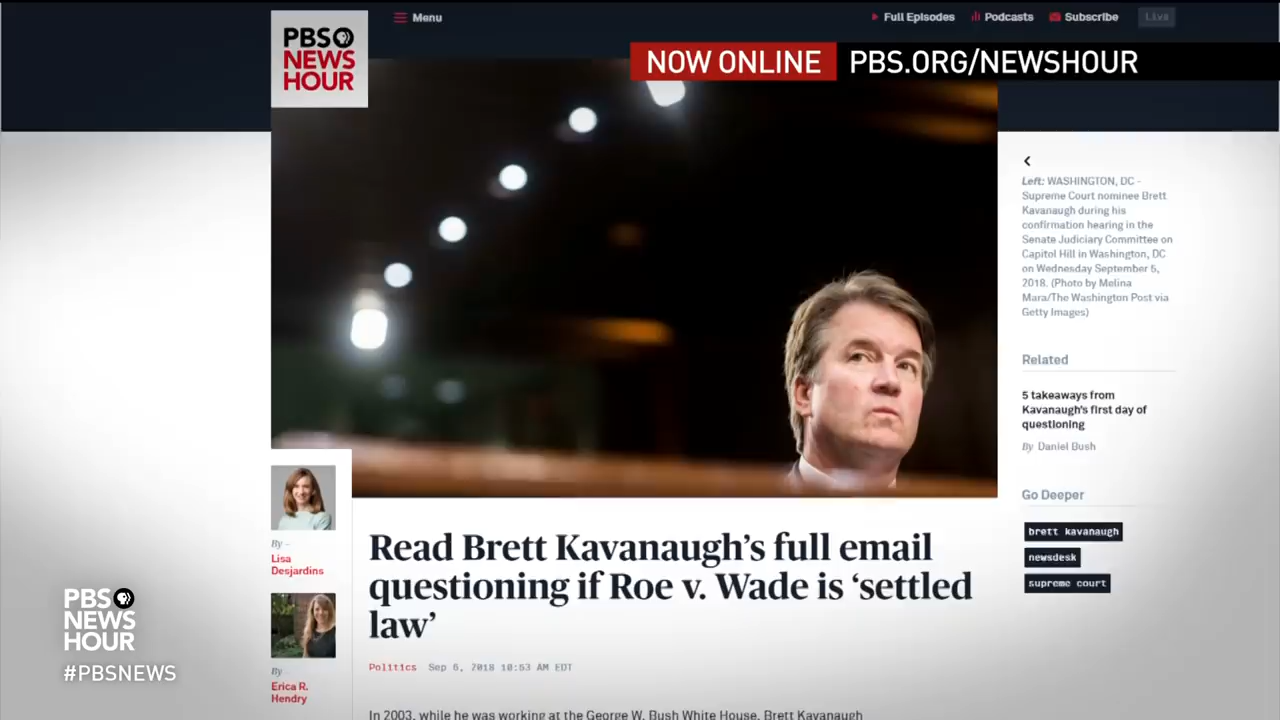 PBS
NEWS
HOUR
Menu
Full Episodes
Podcasts
Subscribe
Live
NOW ONLINE
PBS.ORG/NEWSHOUR
Left: WASHINGTON, DC -
Supreme Court nominee Brett
Kavanaugh during his
confirmation hearing in the
Senate Judiciary Committee on
Capitol Hill in Washington, DC
on Wednesday September 5,
2018. (Photo by Melina
Mara/The Washington Post via
Getty Images)
Related
5 takeaways from
Kavanaugh's first day of
questioning
By Daniel Bush
Go Deeper
brett kavanaugh
newsdesk
supreme court
By —
Lisa
Desjardins
By —
Erica R.
Hendry
Read Brett Kavanaugh’s full email
questioning if Roe v. Wade is ‘settled
law’
Politics Sep 6, 2018 10:53 AM EDT
In 2003, while he was working at the George W. Bush White House, Brett Kavanaugh
PBS
NEWS
HOUR
#PBSNEWS